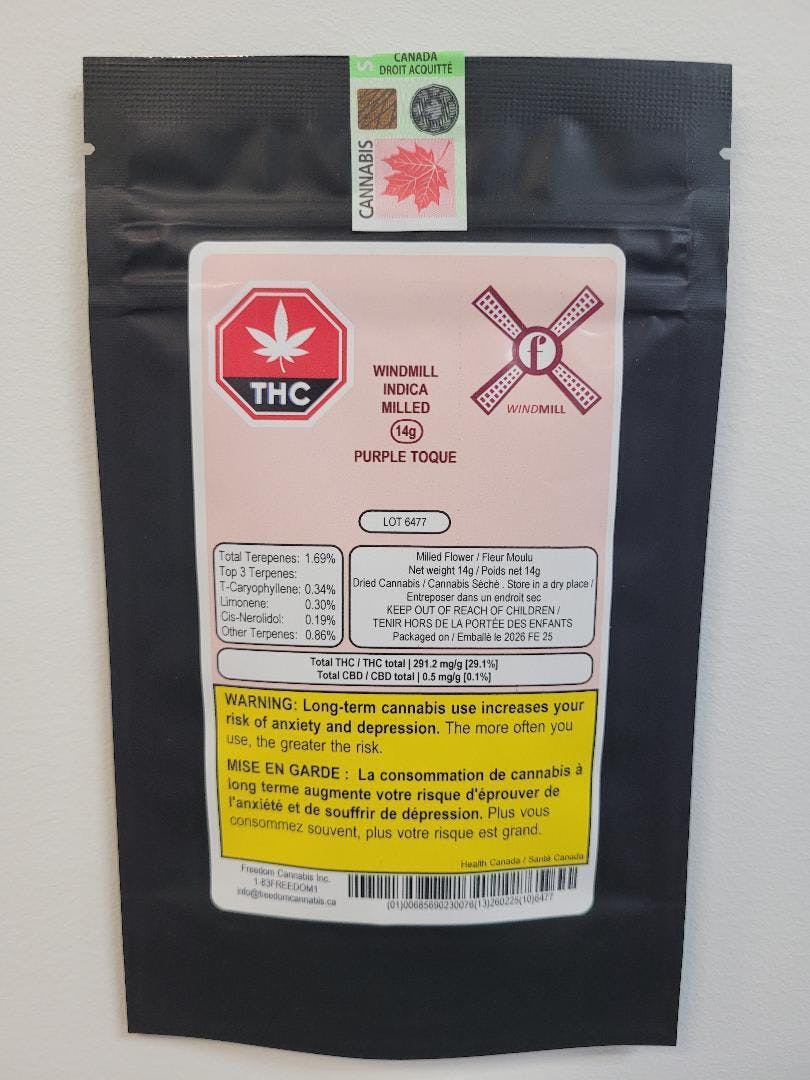 S
CANADA
DROIT ACQUITTÉ
CANNABIS
THC
f
WINDMILL
WINDMILL
INDICA
MILLED
14g
PURPLE TOQUE
LOT 6477
Total Terepenes: 1.69%
Top 3 Terpenes:
T-Caryophyllene: 0.34%
Limonene: 0.30%
Cis-Nerolidol: 0.19%
Other Terpenes: 0.86%
Milled Flower / Fleur Moulu
Net weight 14g / Poids net 14g
Dried Cannabis / Cannabis Séché . Store in a dry place /
Entreposer dans un endroit sec
KEEP OUT OF REACH OF CHILDREN /
TENIR HORS DE LA PORTÉE DES ENFANTS
Packaged on / Emballé le 2026 FE 25
Total THC / THC total | 291.2 mg/g [29.1%]
Total CBD / CBD total | 0.5 mg/g [0.1%]
WARNING: Long-term cannabis use increases your
risk of anxiety and depression. The more often you
use, the greater the risk.
MISE EN GARDE : La consommation de cannabis à
long terme augmente votre risque d'éprouver de
l'anxiété et de souffrir de dépression. Plus vous
consommez souvent, plus votre risque est grand.
Health Canada / Santé Canada
Freedom Cannabis Inc.
1-83FREEDOM1
info@freedomcannabis.ca
(01)00685690230076(13)260225(10)6477